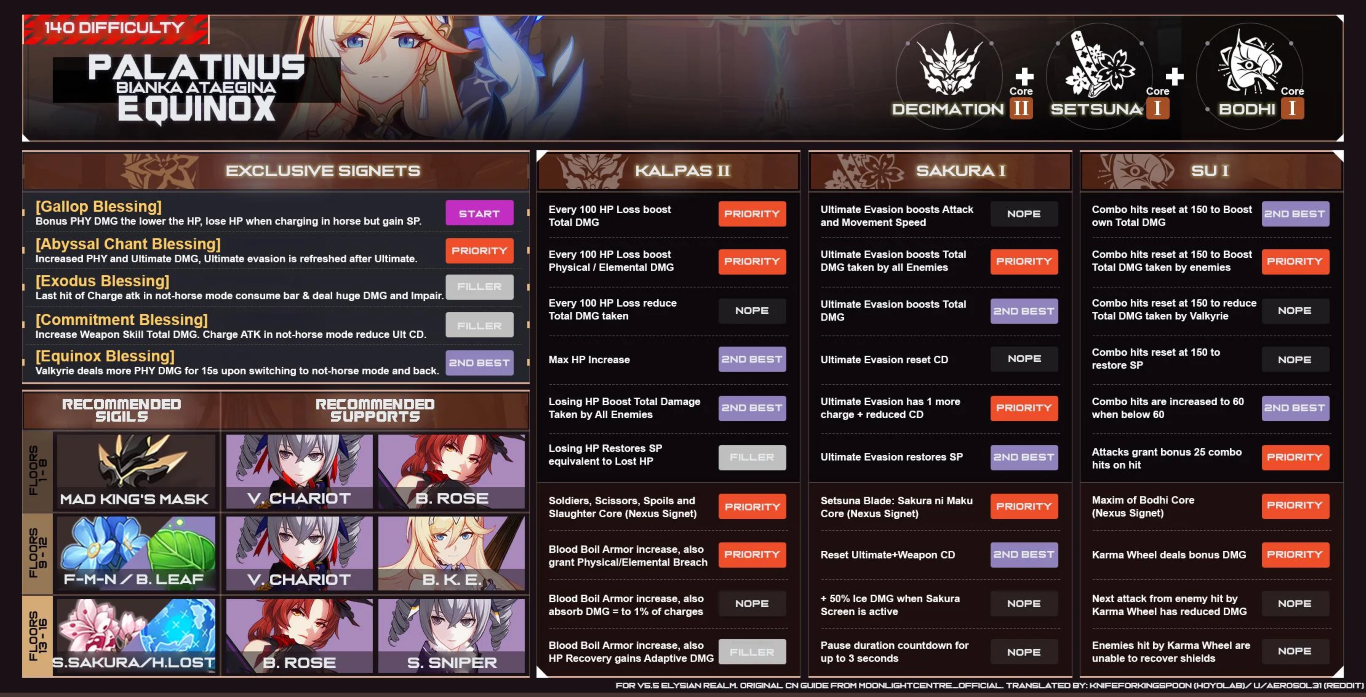 140 DIFFICULTY
PALATINUS
BIANKA ATAEGINA
EQUINOX
DECIMATION
Core
II
+
SETSUNA
Core
I
+
BODHI
Core
I
EXCLUSIVE SIGNETS
[Gallop Blessing]
Bonus PHY DMG the lower the HP, lose HP when charging in horse but gain SP.
START
[Abyssal Chant Blessing]
Increased PHY and Ultimate DMG, Ultimate evasion is refreshed after Ultimate.
PRIORITY
[Exodus Blessing]
Last hit of Charge atk in not-horse mode consume bar & deal huge DMG and Impair.
FILLER
[Commitment Blessing]
Increase Weapon Skill Total DMG. Charge ATK in not-horse mode reduce Ult CD.
FILLER
[Equinox Blessing]
Valkyrie deals more PHY DMG for 15s upon switching to not-horse mode and back.
2ND BEST
RECOMMENDED
SIGILS
RECOMMENDED
SUPPORTS
FLOORS
1 - 8
MAD KING'S MASK
V. CHARIOT
B. ROSE
FLOORS
9 - 12
F-M-N / B. LEAF
V. CHARIOT
B. K. E.
FLOORS
13 - 16
S.SAKURA/H.LOST
B. ROSE
S. SNIPER
KALPAS II
Every 100 HP Loss boost
Total DMG
PRIORITY
Every 100 HP Loss boost
Physical / Elemental DMG
PRIORITY
Every 100 HP Loss reduce
Total DMG taken
NOPE
Max HP Increase
2ND BEST
Losing HP Boost Total Damage
Taken by All Enemies
2ND BEST
Losing HP Restores SP
equivalent to Lost HP
FILLER
Soldiers, Scissors, Spoils and
Slaughter Core (Nexus Signet)
PRIORITY
Blood Boil Armor increase, also
grant Physical/Elemental Breach
PRIORITY
Blood Boil Armor increase, also
absorb DMG = to 1% of charges
NOPE
Blood Boil Armor increase, also
HP Recovery gains Adaptive DMG
FILLER
SAKURA I
Ultimate Evasion boosts Attack
and Movement Speed
NOPE
Ultimate Evasion boosts Total
DMG taken by all Enemies
PRIORITY
Ultimate Evasion boosts Total
DMG
2ND BEST
Ultimate Evasion reset CD
NOPE
Ultimate Evasion has 1 more
charge + reduced CD
PRIORITY
Ultimate Evasion restores SP
2ND BEST
Setsuna Blade: Sakura ni Maku
Core (Nexus Signet)
PRIORITY
Reset Ultimate+Weapon CD
2ND BEST
+ 50% Ice DMG when Sakura
Screen is active
NOPE
Pause duration countdown for
up to 3 seconds
NOPE
SU I
Combo hits reset at 150 to Boost
own Total DMG
2ND BEST
Combo hits reset at 150 to Boost
Total DMG taken by enemies
PRIORITY
Combo hits reset at 150 to reduce
Total DMG taken by Valkyrie
NOPE
Combo hits reset at 150 to
restore SP
NOPE
Combo hits are increased to 60
when below 60
2ND BEST
Attacks grant bonus 25 combo
hits on hit
PRIORITY
Maxim of Bodhi Core
(Nexus Signet)
PRIORITY
Karma Wheel deals bonus DMG
PRIORITY
Next attack from enemy hit by
Karma Wheel has reduced DMG
NOPE
Enemies hit by Karma Wheel are
unable to recover shields
NOPE
FOR V5.5 ELYSIAN REALM. ORIGINAL CN GUIDE FROM MOONLIGHTCENTRE_OFFICIAL. TRANSLATED BY: KNIFEFORKINGSPOON (HOYOLAB)/ U/AEROSOL31 (REDDIT)